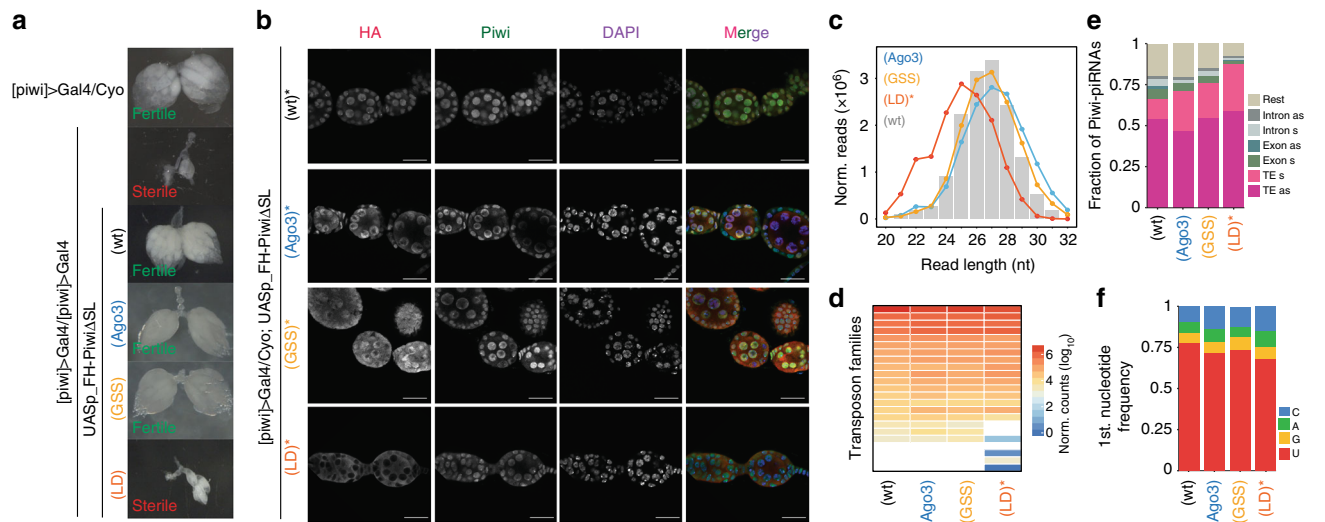 a
[piwi]>Gal4/Cyo
Fertile
Sterile
[piwi]>Gal4/[piwi]>Gal4
UASp_FH-PiwiΔSL
(wt)
Fertile
(Ago3)
Fertile
(GSS)
Fertile
(LD)
Sterile
b
HA Piwi DAPI Merge
[piwi]>Gal4/Cyo; UASp_FH-PiwiΔSL
(wt)*
(Ago3)*
(GSS)*
(LD)*
c
Norm. reads (×10⁶)
3
2
1
0
(Ago3)
(GSS)
(LD)*
(wt)
20 22 24 26 28 30 32
Read length (nt)
d
Transposon families
(wt)
Ago3)
(GSS)
(LD)*
6
4
2
0
Norm. counts (log₁₀)
e
Fraction of Piwi-piRNAs
1
0.75
0.5
0.25
0
(wt)
(Ago3)
(GSS)
(LD)*
Rest
Intron as
Intron s
Exon as
Exon s
TE s
TE as
f
1st. nucleotide
frequency
1
0.75
0.5
0.25
0
(wt)
(Ago3)
(GSS)
(LD)*
C
A
G
U